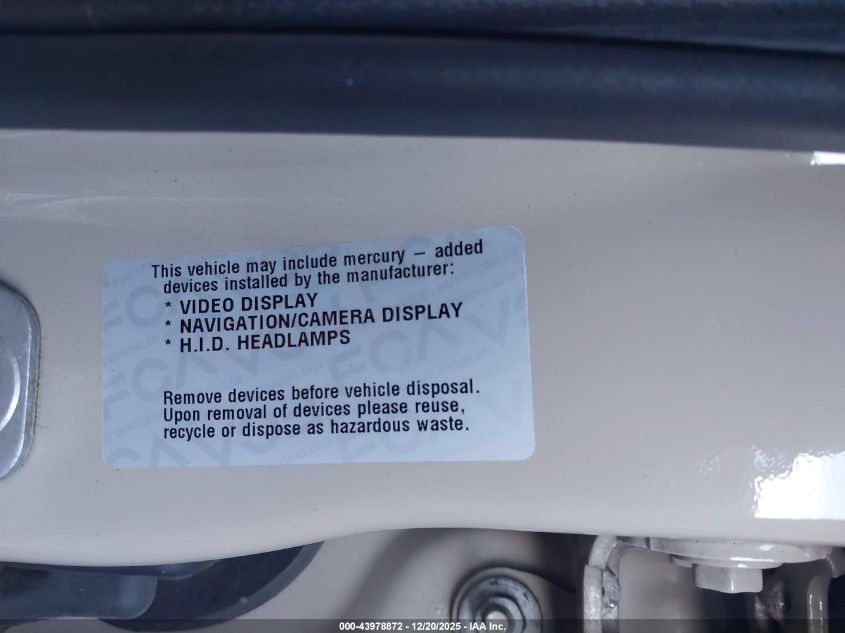 This vehicle may include mercury – added
devices installed by the manufacturer:
* VIDEO DISPLAY
* NAVIGATION/CAMERA DISPLAY
* H.I.D. HEADLAMPS
Remove devices before vehicle disposal.
Upon removal of devices please reuse,
recycle or dispose as hazardous waste.
000-43978872 - 12/20/2025 - IAA Inc.